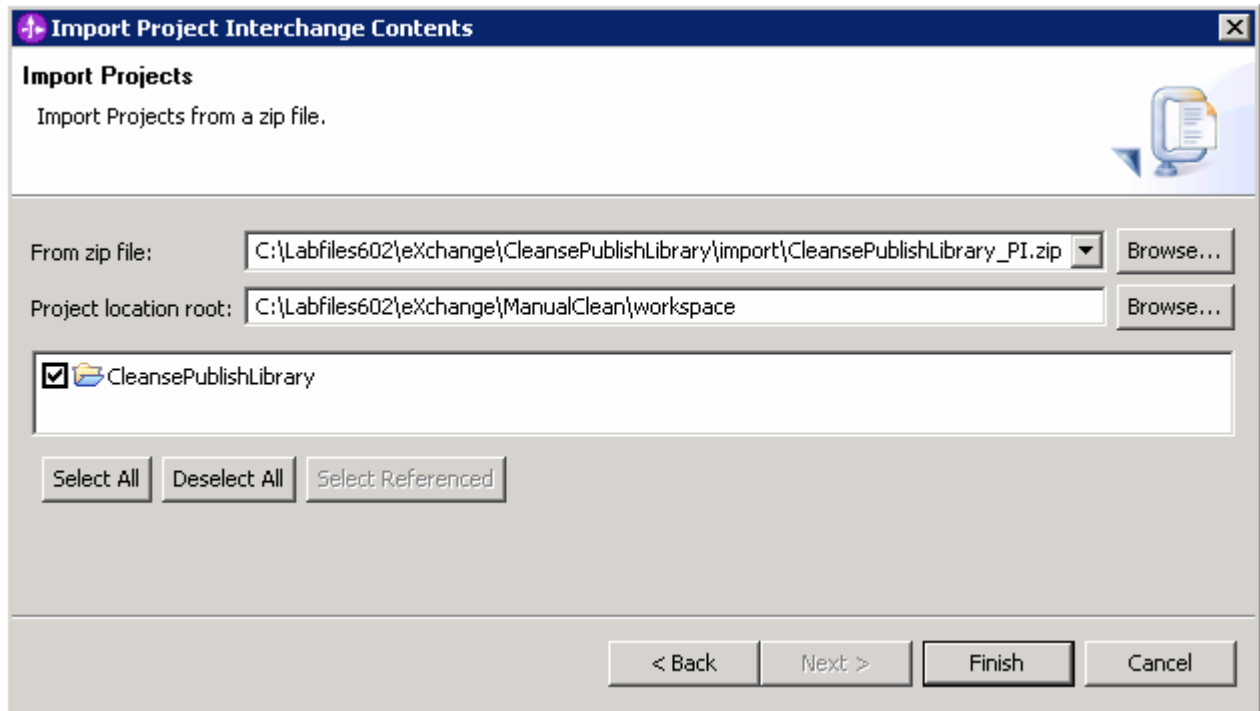 Import Project Interchange Contents
Import Projects
Import Projects from a zip file.
From zip file: C:\Labfiles602\eXchange\CleansePublishLibrary\import\CleansePublishLibrary_PI.zip Browse...
Project location root: C:\Labfiles602\eXchange\ManualClean\workspace Browse...
CleansePublishLibrary
Select All Deselect All Select Referenced
< Back Next > Finish Cancel